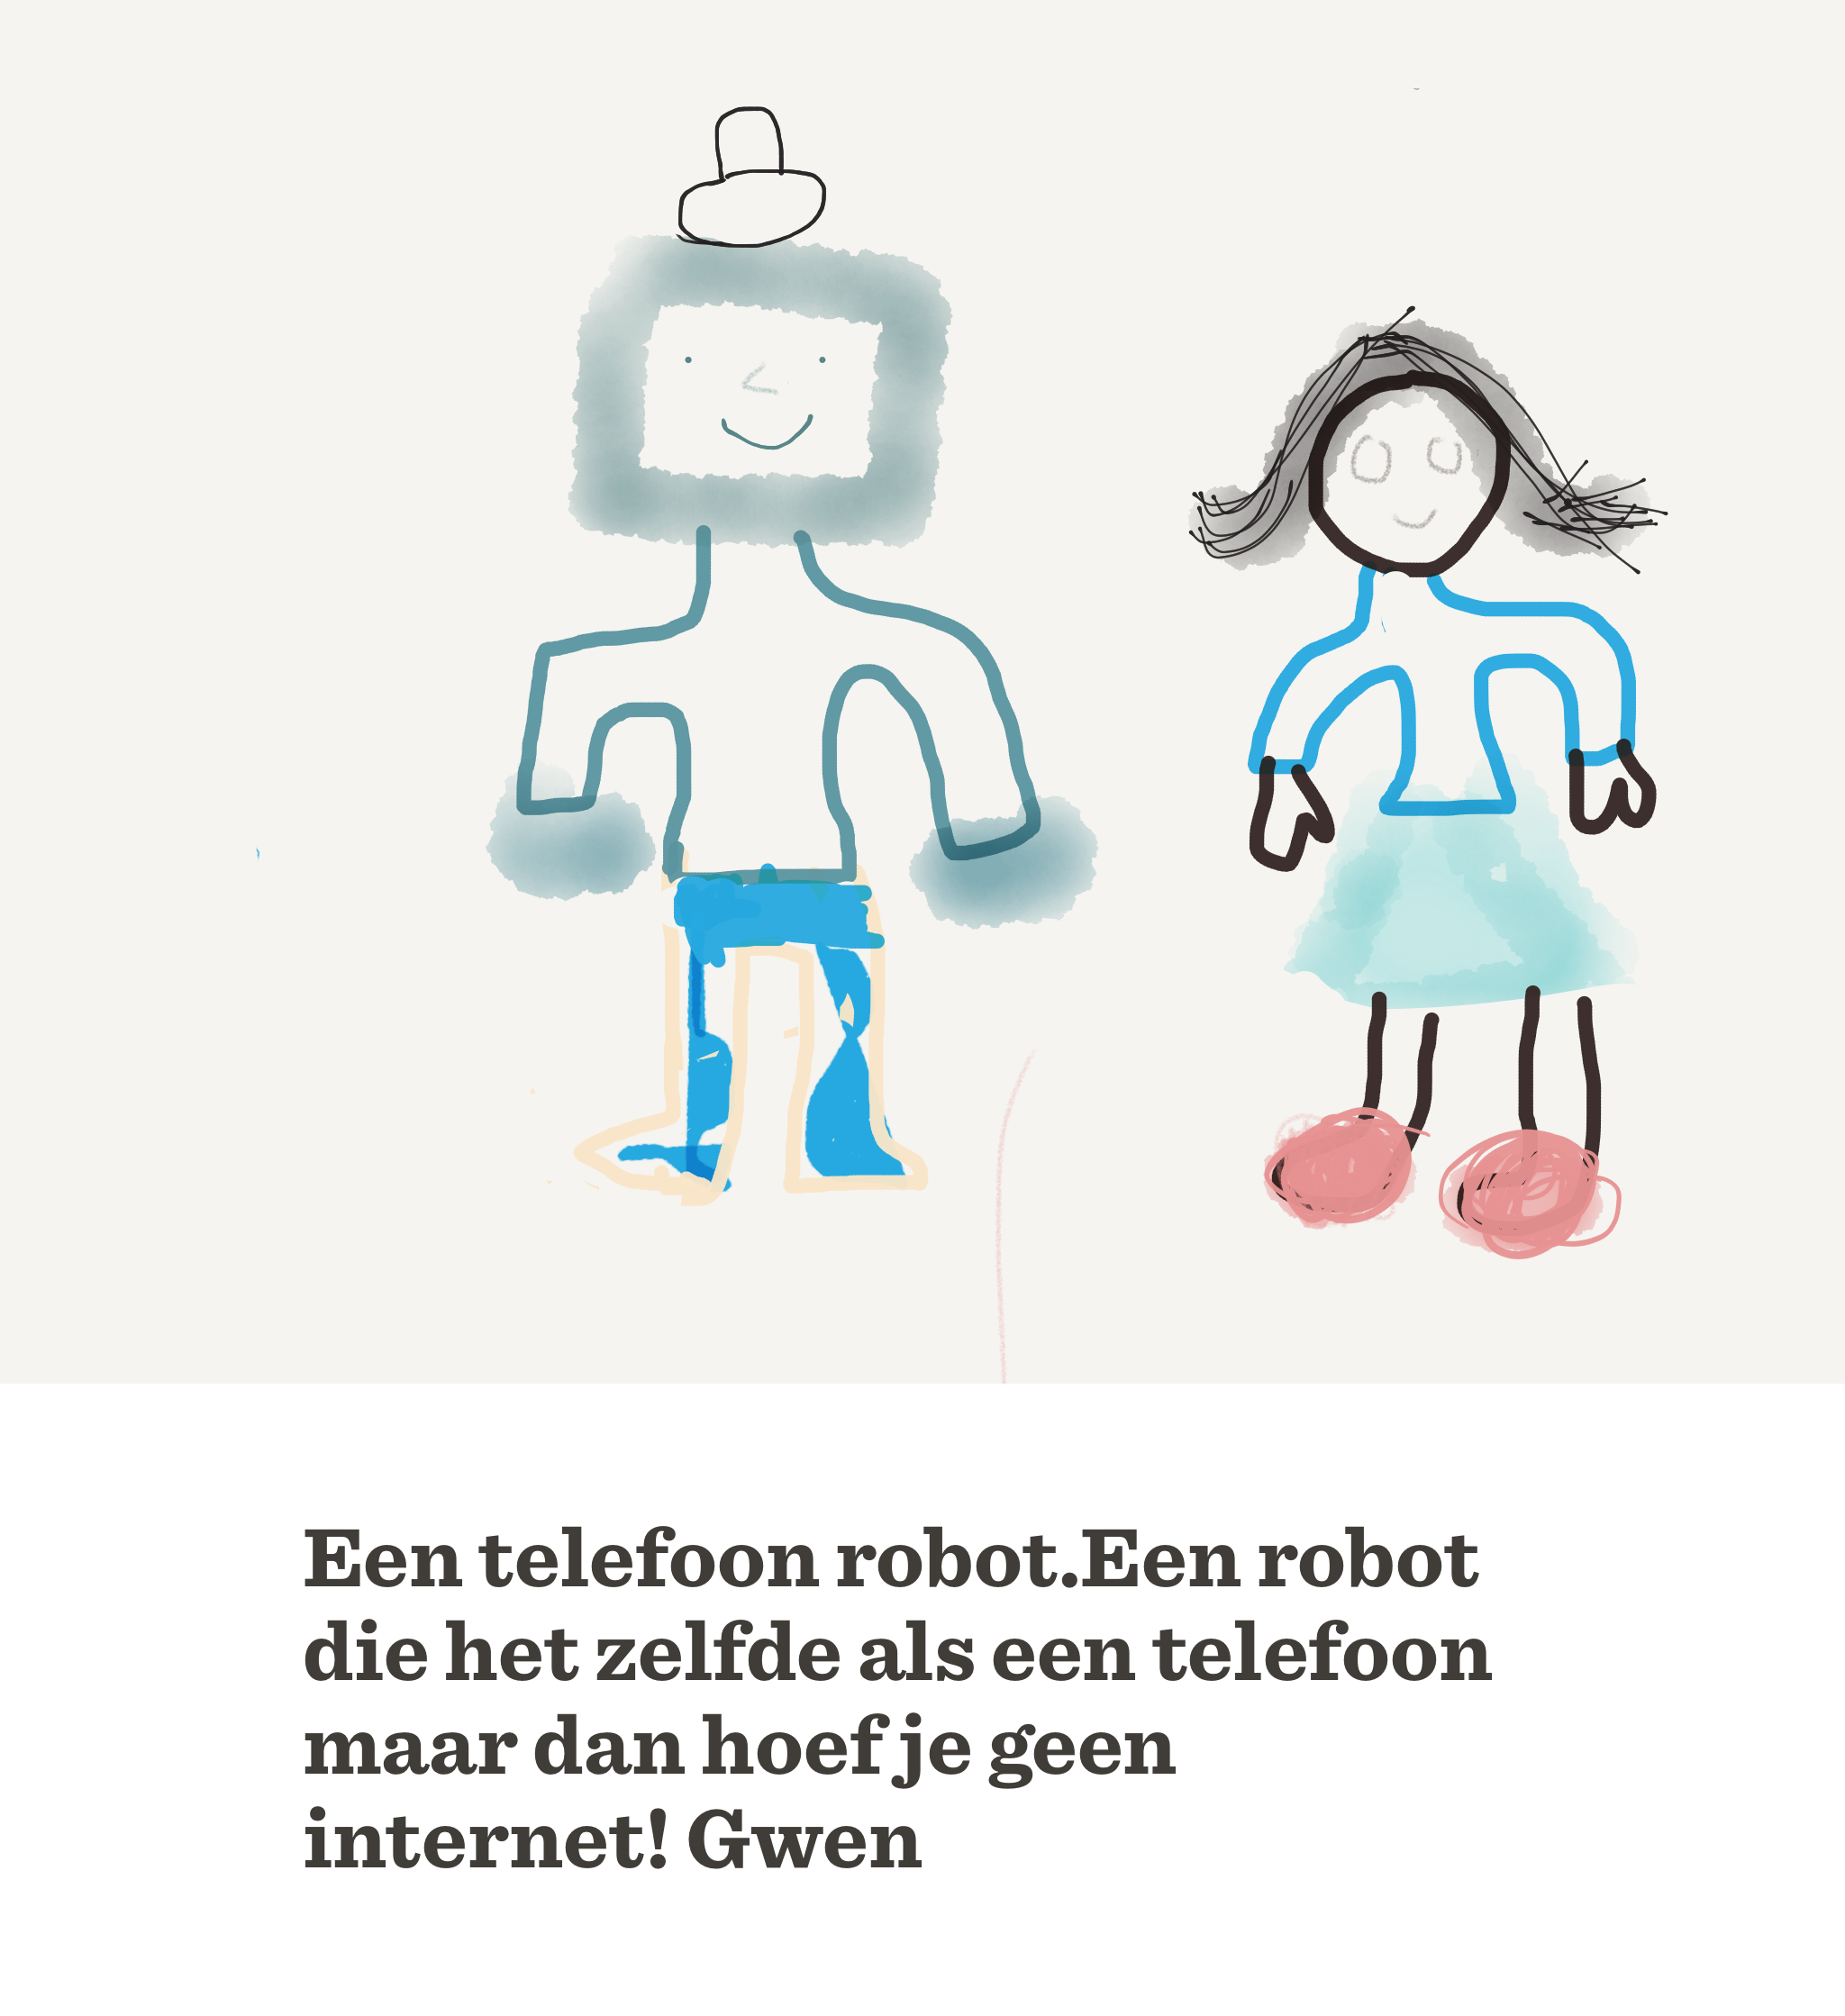 Een telefoon robot.Een robot
die het zelfde als een telefoon
maar dan hoef je geen
internet! Gwen